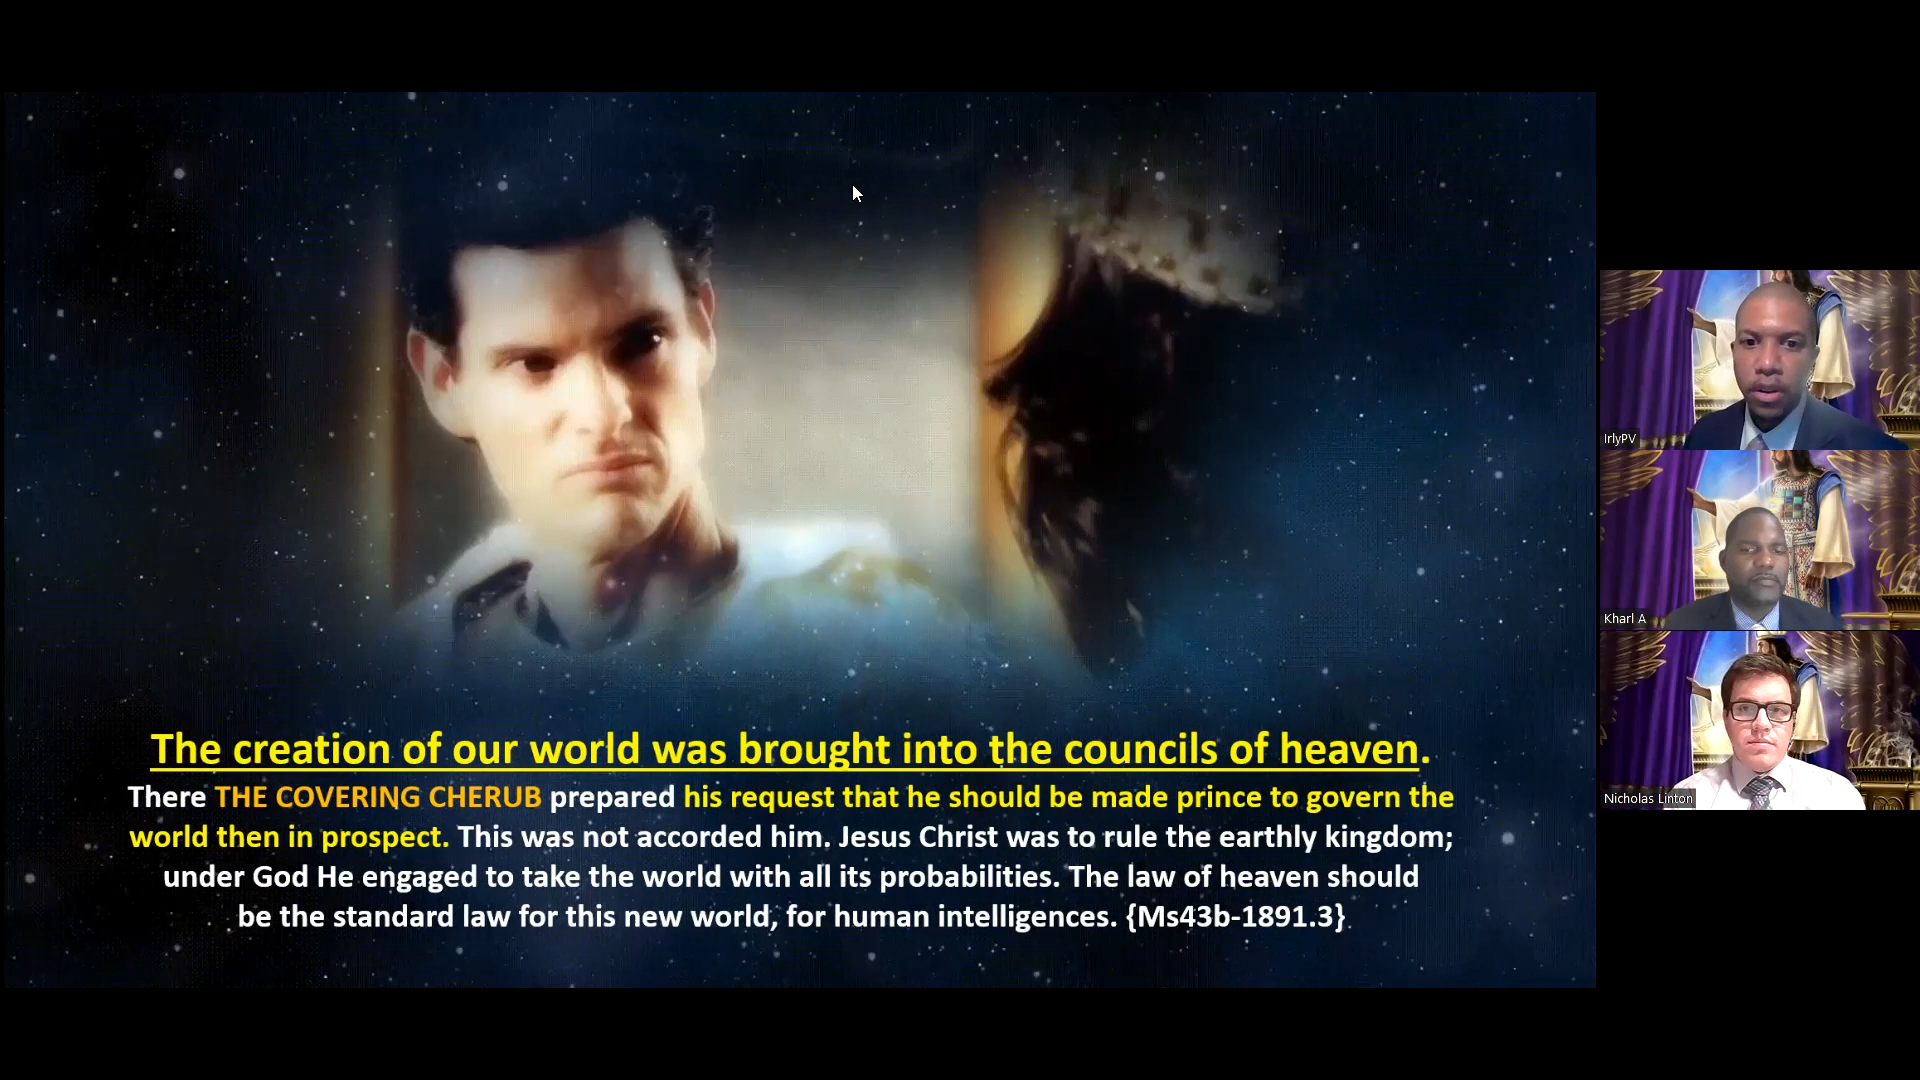 The creation of our world was brought into the councils of heaven.
There THE COVERING CHERUB prepared his request that he should be made prince to govern the
world then in prospect. This was not accorded him. Jesus Christ was to rule the earthly kingdom;
under God He engaged to take the world with all its probabilities. The law of heaven should
be the standard law for this new world, for human intelligences. {Ms43b-1891.3}
IrlyPV
Kharl A
Nicholas Linton